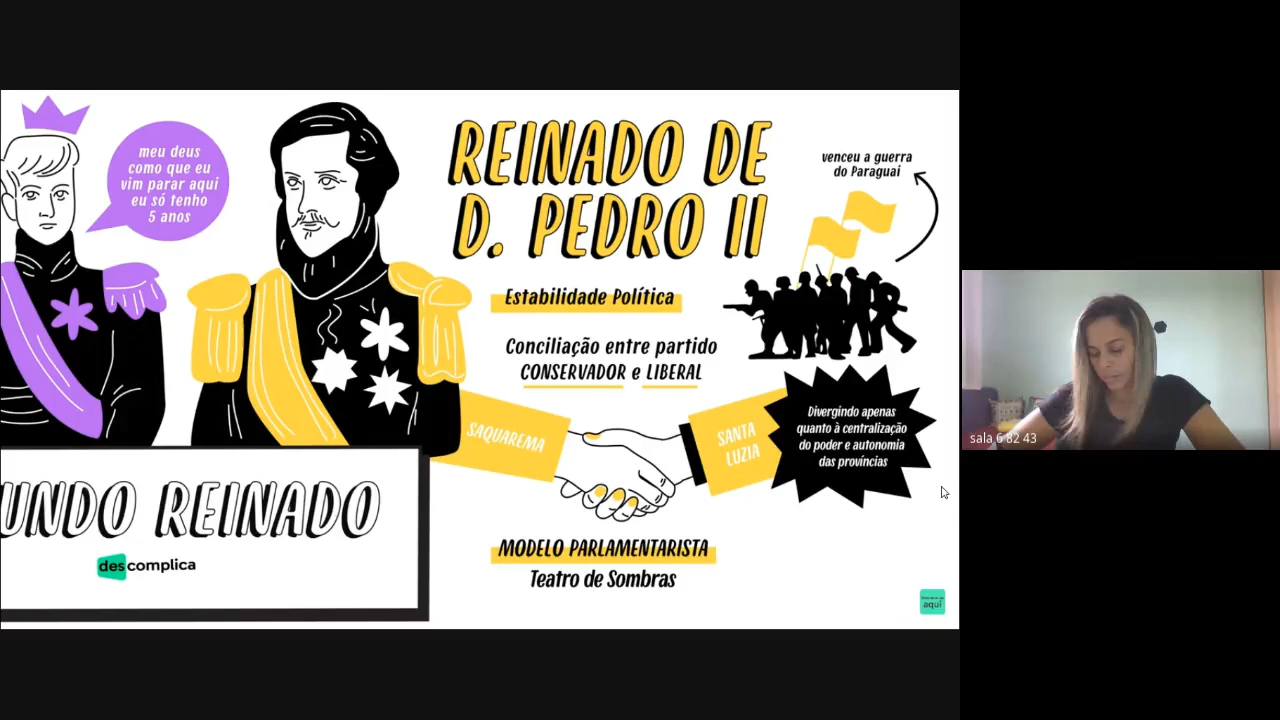 meu deus
como que eu
vim parar aqui
eu só tenho
5 anos
REINADO DE
D. PEDRO II
venceu a guerra
do Paraguai
Estabilidade Política
Conciliação entre partido
CONSERVADOR e LIBERAL
SAQUAREMA
SANTA
LUZIA
Divergindo apenas
quanto à centralização
do poder e autonomia
das províncias
UNDO REINADO
descomplica
MODELO PARLAMENTARISTA
Teatro de Sombras
aqui
sala 6 82 43